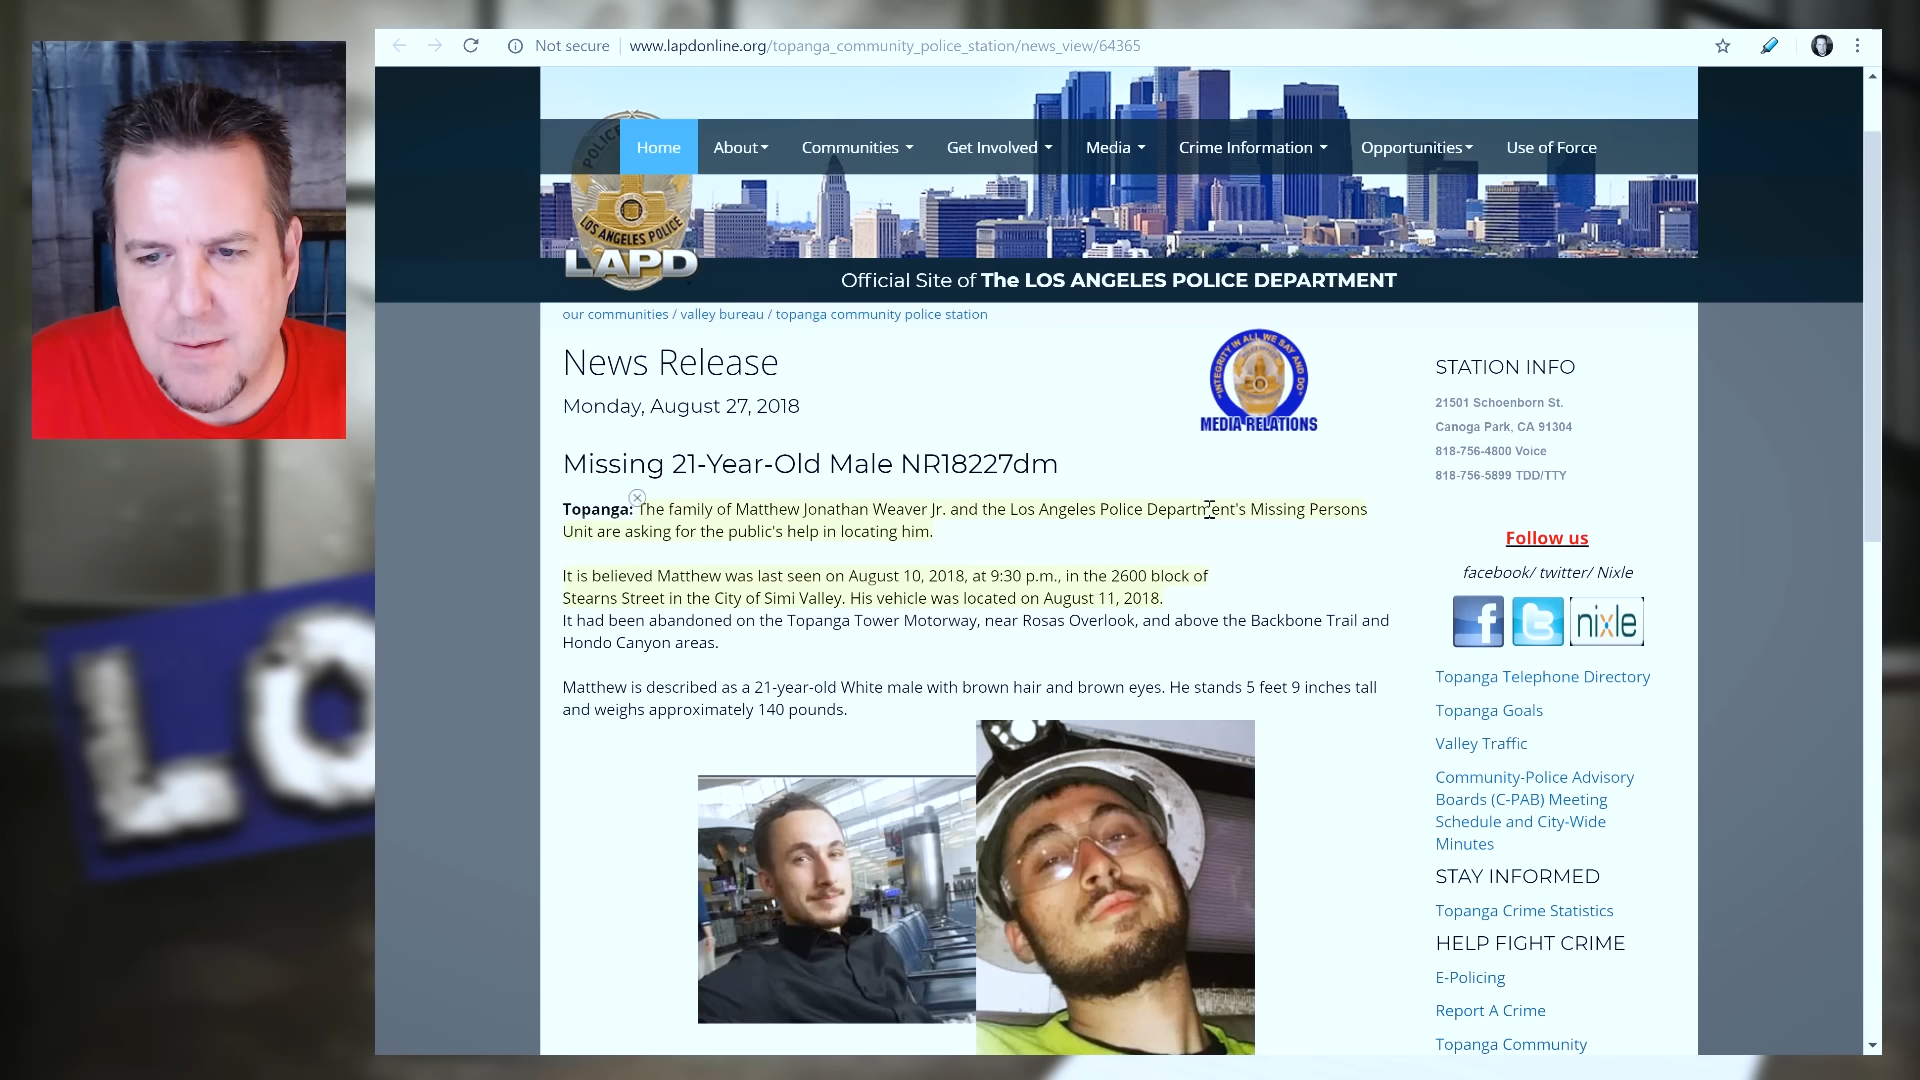 Not secure
www.lapdonline.org/topanga_community_police_station/news_view/64365
POLICE
Home
About
Communities
Get Involved
Media
Crime Information
Opportunities
Use of Force
LOS ANGELES POLICE
LAPD
Official Site of The LOS ANGELES POLICE DEPARTMENT
our communities / valley bureau / topanga community police station
News Release
Monday, August 27, 2018
INTEGRITY IN ALL WE SAY AND DO
MEDIA RELATIONS
Missing 21-Year-Old Male NR18227dm
Topanga: The family of Matthew Jonathan Weaver Jr. and the Los Angeles Police Department's Missing Persons
Unit are asking for the public's help in locating him.
It is believed Matthew was last seen on August 10, 2018, at 9:30 p.m., in the 2600 block of
Stearns Street in the City of Simi Valley. His vehicle was located on August 11, 2018.
It had been abandoned on the Topanga Tower Motorway, near Rosas Overlook, and above the Backbone Trail and
Hondo Canyon areas.
Matthew is described as a 21-year-old White male with brown hair and brown eyes. He stands 5 feet 9 inches tall
and weighs approximately 140 pounds.
STATION INFO
21501 Schoenborn St.
Canoga Park, CA 91304
818-756-4800 Voice
818-756-5899 TDD/TTY
Follow us
facebook/ twitter/ Nixle
f
t
nixle
Topanga Telephone Directory
Topanga Goals
Valley Traffic
Community-Police Advisory
Boards (C-PAB) Meeting
Schedule and City-Wide
Minutes
STAY INFORMED
Topanga Crime Statistics
HELP FIGHT CRIME
E-Policing
Report A Crime
Topanga Community
LO